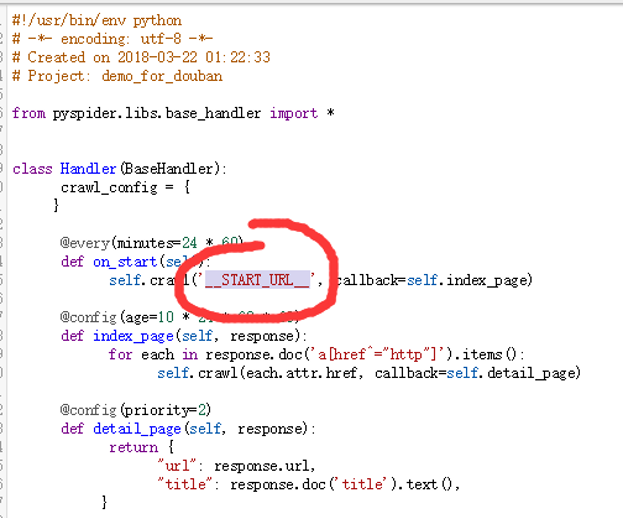 #!/usr/bin/env python
# -*- encoding: utf-8 -*-
# Created on 2018-03-22 01:22:33
# Project: demo_for_douban
from pyspider.libs.base_handler import *
class Handler(BaseHandler):
crawl_config = {
}
@every(minutes=24 * 60)
def on_start(self):
self.crawl('__START_URL__', callback=self.index_page)
@config(age=10 *
def index_page(self, response):
for each in response.doc('a[href^="http"]').items():
self.crawl(each.attr.href, callback=self.detail_page)
@config(priority=2)
def detail_page(self, response):
return {
"url": response.url,
"title": response.doc('title').text(),
}